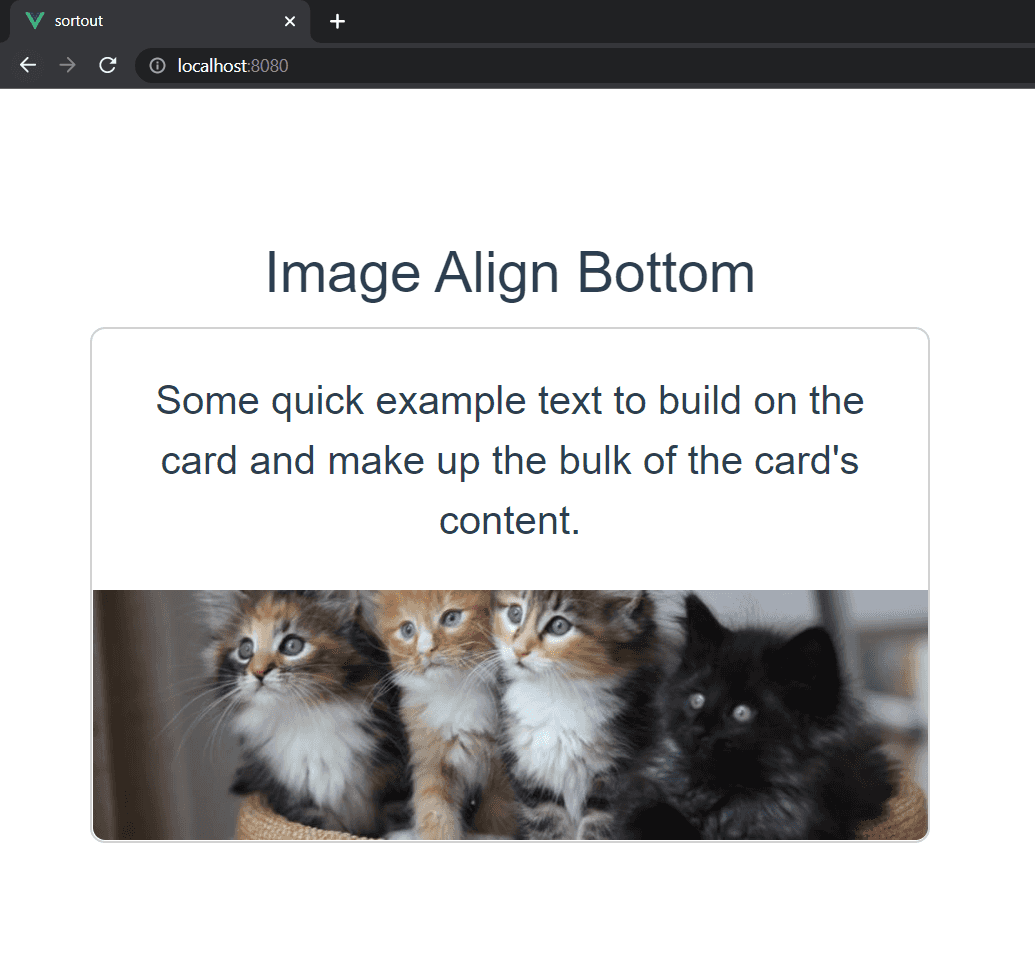 sortout
localhost:8080
Image Align Bottom
Some quick example text to build on the
card and make up the bulk of the card's
content.